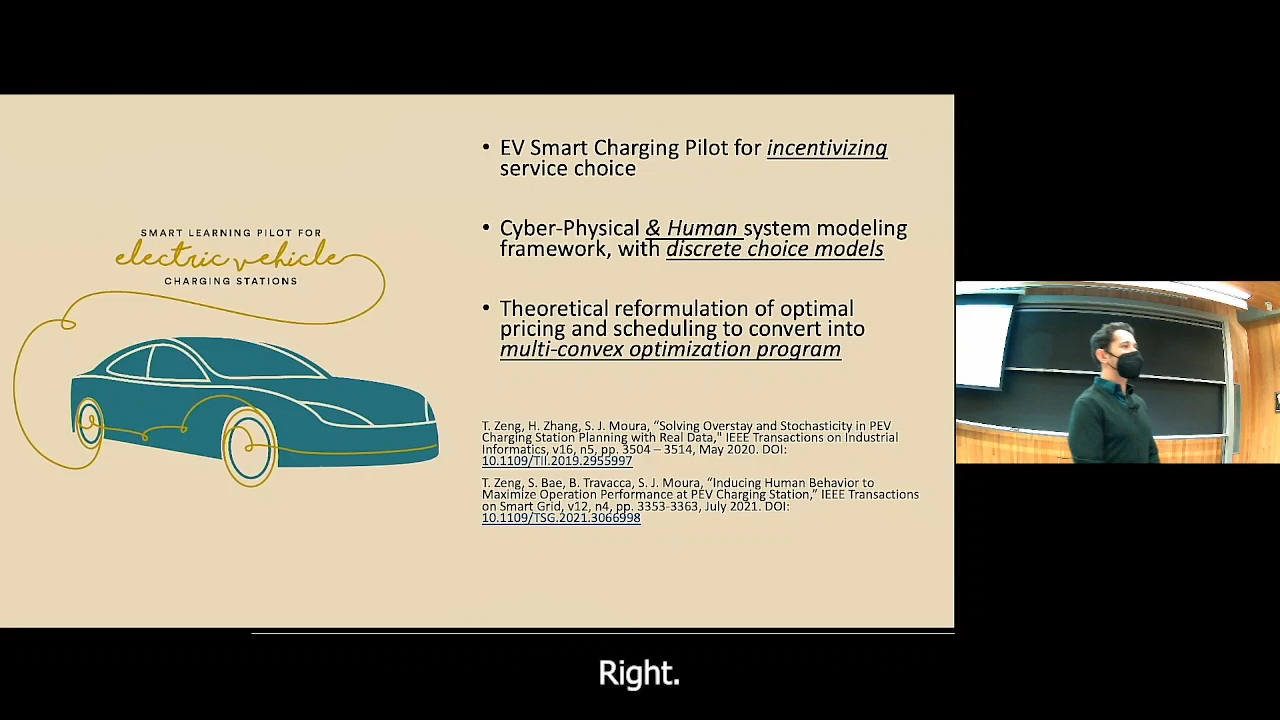 SMART LEARNING PILOT FOR
electric vehicle
CHARGING STATIONS
• EV Smart Charging Pilot for incentivizing
service choice
• Cyber-Physical & Human system modeling
framework, with discrete choice models
• Theoretical reformulation of optimal
pricing and scheduling to convert into
multi-convex optimization program
T. Zeng, H. Zhang, S. J. Moura, “Solving Overstay and Stochasticity in PEV
Charging Station Planning with Real Data," IEEE Transactions on Industrial
Informatics, v16, n5, pp. 3504 – 3514, May 2020. DOI:
10.1109/TII.2019.2955997
T. Zeng, S. Bae, B. Travacca, S. J. Moura, “Inducing Human Behavior to
Maximize Operation Performance at PEV Charging Station,” IEEE Transactions
on Smart Grid, v12, n4, pp. 3353-3363, July 2021. DOI:
10.1109/TSG.2021.3066998
Right.